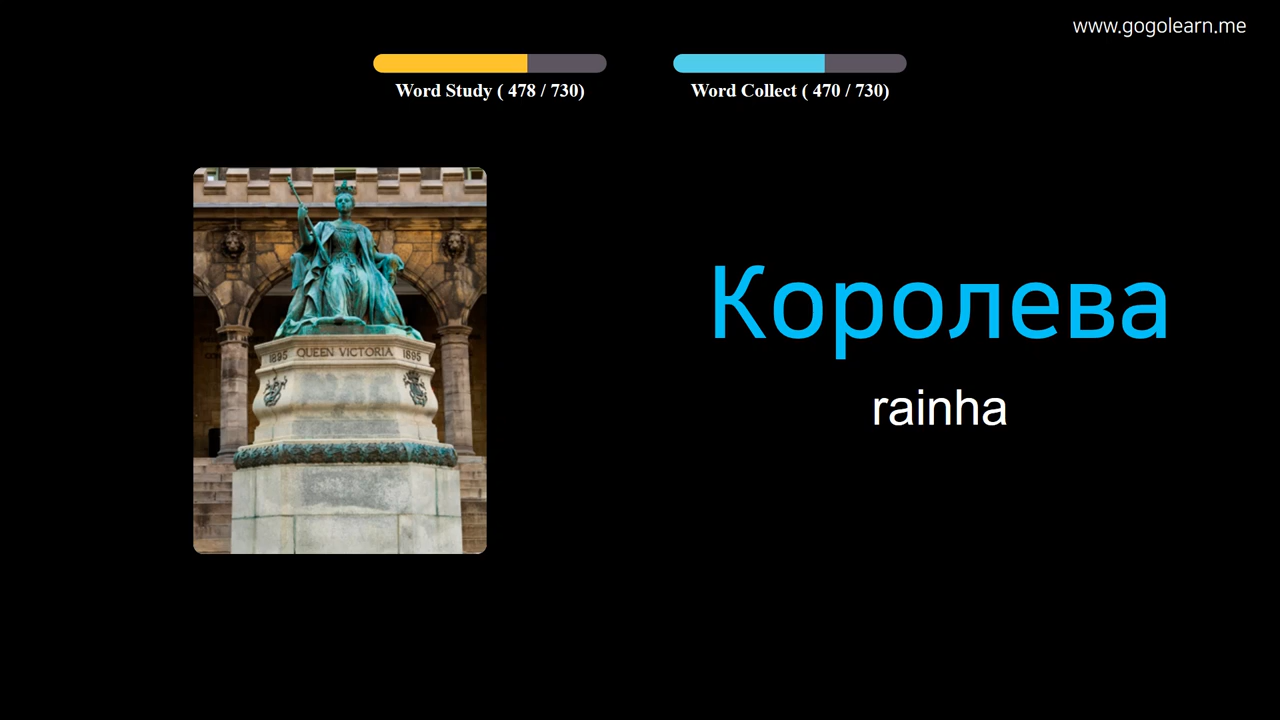 www.gogolearn.me
Word Study ( 478 / 730)
Word Collect ( 470 / 730)
1895 QUEEN VICTORIA 1895
Королева
rainha